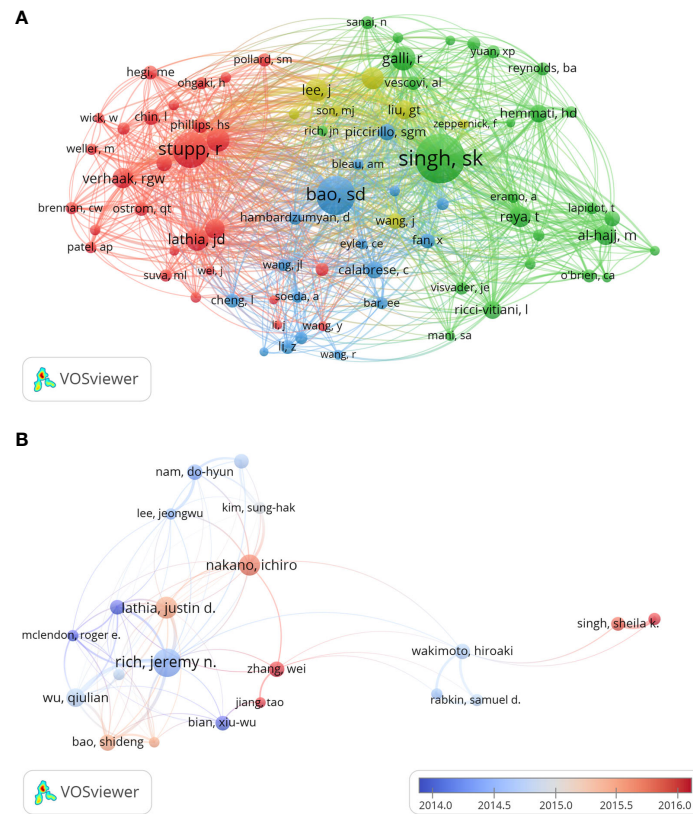 A
sanai, n
galli, r
yuan, xp
pollard, sm
reynolds, ba
hegi, me
ohgaki, h
vescovi, al
lee, j
son, mj
liu, gt
hemmati, hd
wick, w
chin, l
phillips, hs
rich, jn
piccirillo, sgm
zeppernick, f
weller, m
stupp, r
bleau, am
singh, sk
verhaak, rgw
bao, sd
eramo, a
brennan, cw
ostrom, qt
hambardzumyan, d
wang, j
reya, t
lapidot, t
patel, ap
lathia, jd
eyler, ce
fan, x
al-hajj, m
suva, ml
wei, j
wang, jl
calabrese, c
o'brien, ca
visvader, je
cheng, l
soeda, a
bar, ee
ricci-vitiani, l
li, j
wang, y
mani, sa
li, z
wang, r
VOSviewer
B
nam, do-hyun
lee, jeongwu
kim, sung-hak
nakano, ichiro
lathia, justin d.
singh, sheila k.
mclendon, roger e.
wakimoto, hiroaki
rich, jeremy n.
zhang, wei
wu, qiulian
jiang, tao
rabkin, samuel d.
bian, xiu-wu
bao, shideng
VOSviewer
2014.0 2014.5 2015.0 2015.5 2016.0